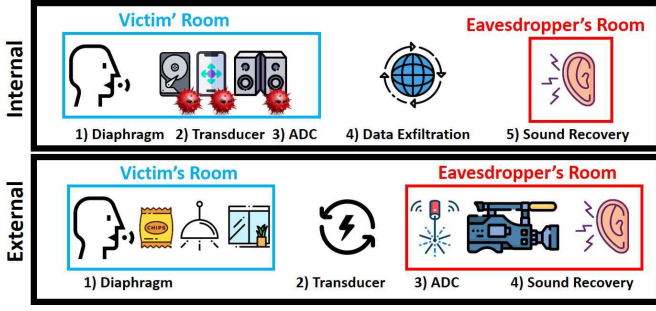 Internal
Victim' Room
Eavesdropper's Room
1) Diaphragm 2) Transducer 3) ADC 4) Data Exfiltration 5) Sound Recovery
External
Victim's Room
Eavesdropper's Room
CHIPS
1) Diaphragm 2) Transducer 3) ADC 4) Sound Recovery